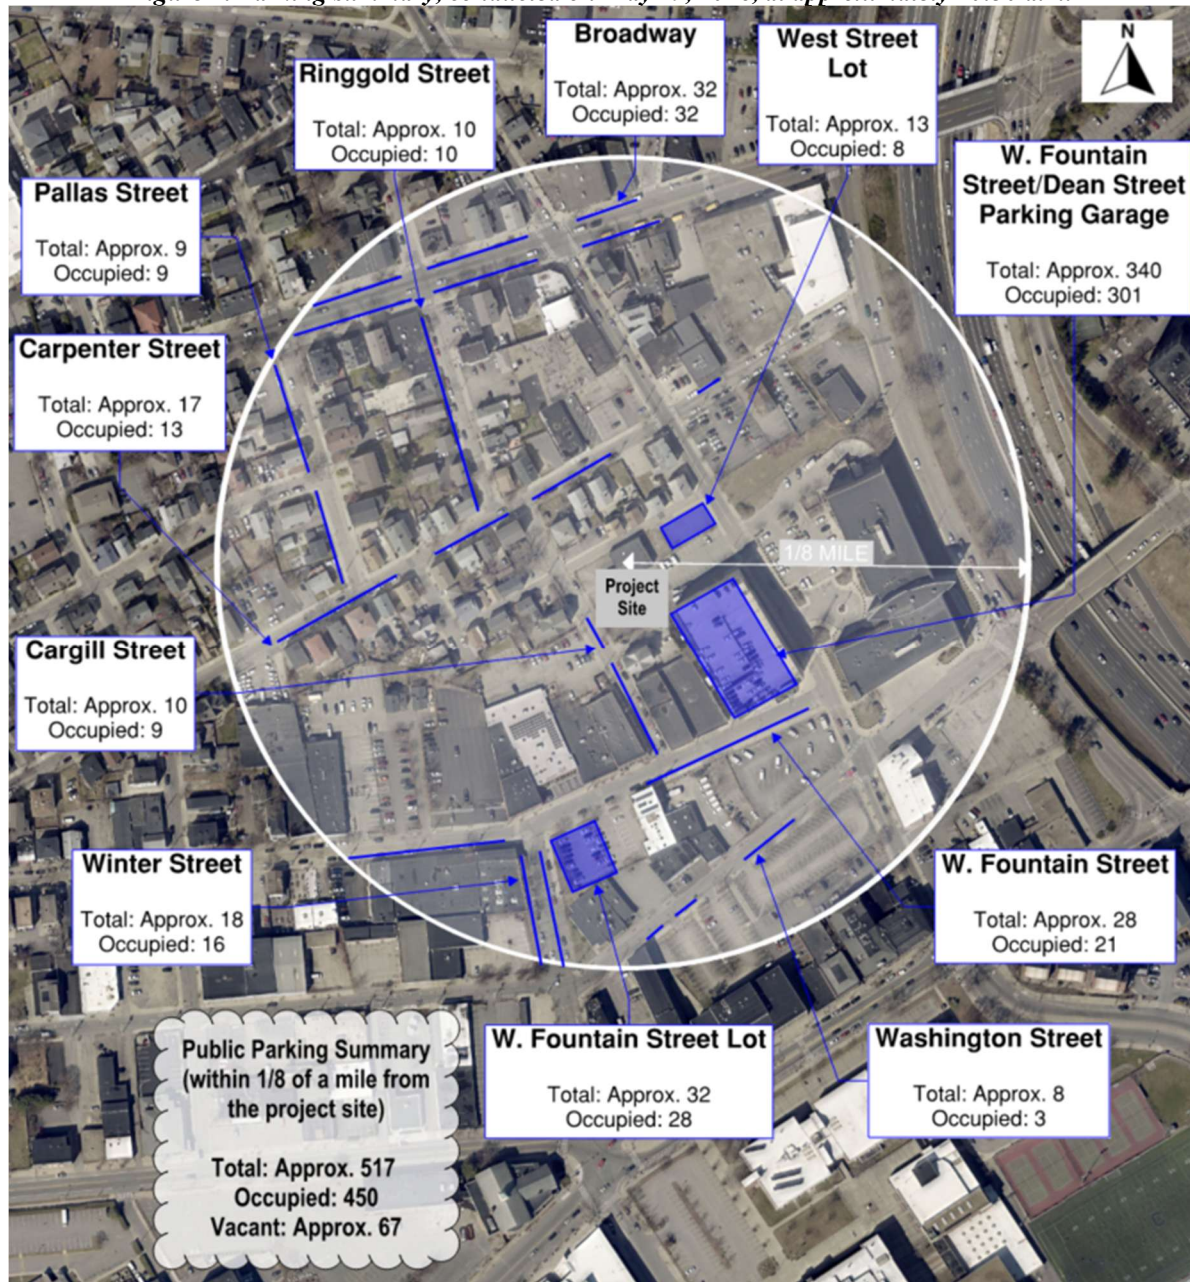 Broadway
Total: Approx. 32
Occupied: 32
West Street
Lot
Total: Approx. 13
Occupied: 8
N
Ringgold Street
Total: Approx. 10
Occupied: 10
W. Fountain
Street/Dean Street
Parking Garage
Total: Approx. 340
Occupied: 301
Pallas Street
Total: Approx. 9
Occupied: 9
Carpenter Street
Total: Approx. 17
Occupied: 13
1/8 MILE
Project
Site
Cargill Street
Total: Approx. 10
Occupied: 9
Winter Street
Total: Approx. 18
Occupied: 16
W. Fountain Street
Total: Approx. 28
Occupied: 21
W. Fountain Street Lot
Total: Approx. 32
Occupied: 28
Washington Street
Total: Approx. 8
Occupied: 3
Public Parking Summary
(within 1/8 of a mile from
the project site)
Total: Approx. 517
Occupied: 450
Vacant: Approx. 67